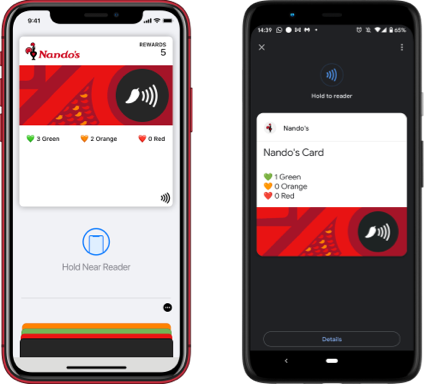 9:41
Nando's
REWARDS
5
3 Green
2 Orange
0 Red
Hold Near Reader
14:39
65%
Hold to reader
Nando's
Nando's Card
1 Green
0 Orange
0 Red
Details